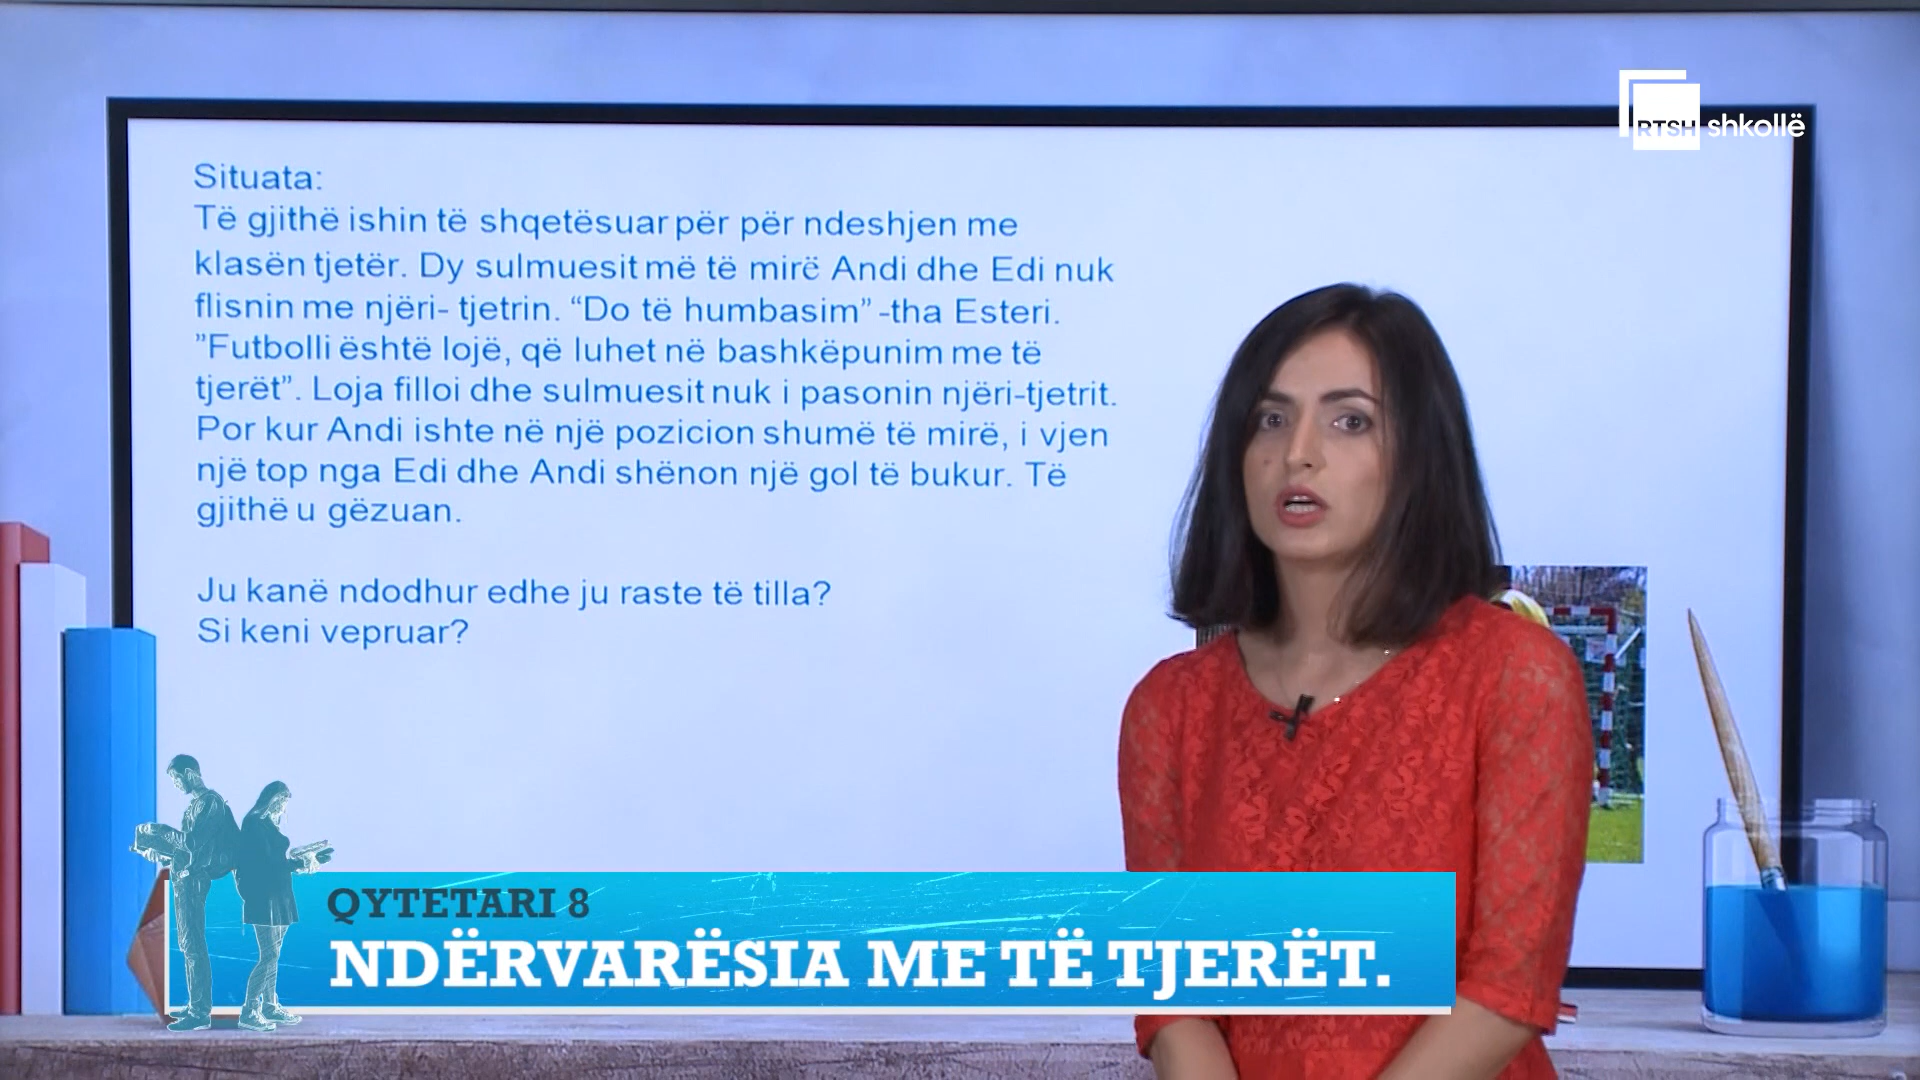 RTSH shkollë
Situata:
Të gjithë ishin të shqetësuar për për ndeshjen me
klasën tjetër. Dy sulmuesit më të mirë Andi dhe Edi nuk
flisnin me njëri- tjetrin. “Do të humbasim” -tha Esteri.
”Futbolli është lojë, që luhet në bashkëpunim me të
tjerët”. Loja filloi dhe sulmuesit nuk i pasonin njëri-tjetrit.
Por kur Andi ishte në një pozicion shumë të mirë, i vjen
një top nga Edi dhe Andi shënon një gol të bukur. Të
gjithë u gëzuan.
Ju kanë ndodhur edhe ju raste të tilla?
Si keni vepruar?
QYTETARI 8
NDËRVARËSIA ME TË TJERËT.